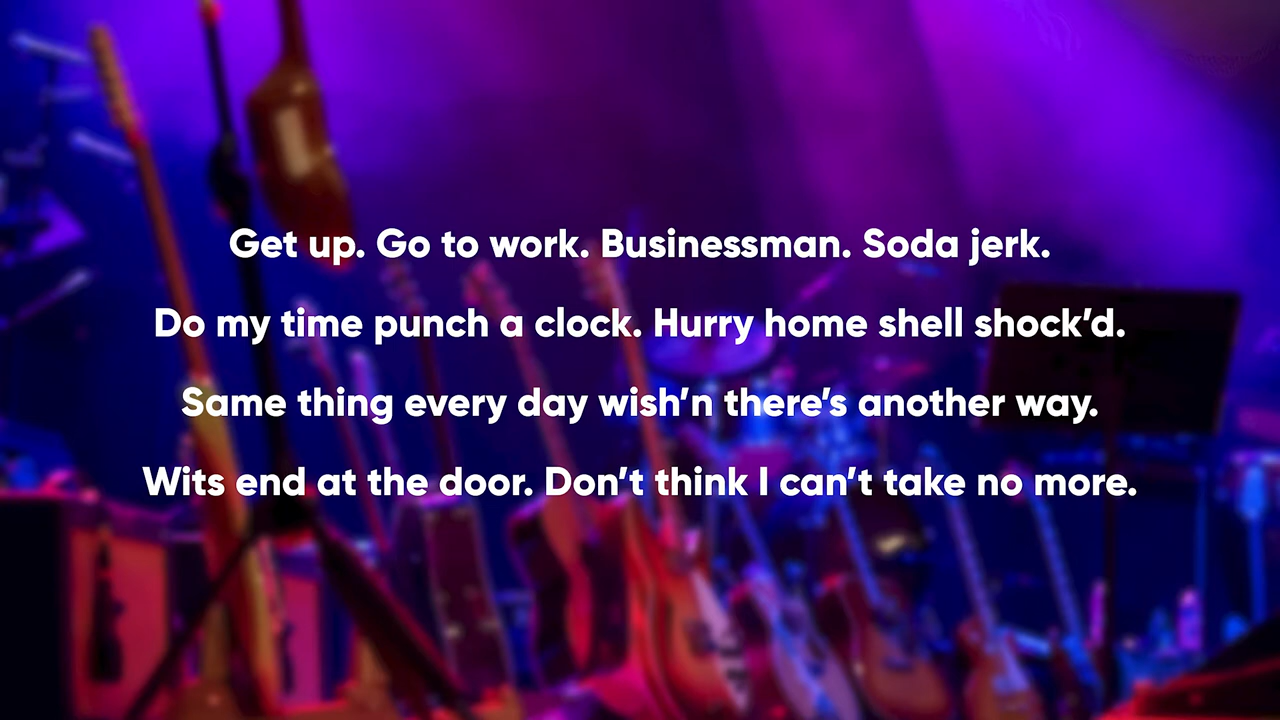 Get up. Go to work. Businessman. Soda jerk.
Do my time punch a clock. Hurry home shell shock’d.
Same thing every day wish’n there’s another way.
Wits end at the door. Don’t think I can’t take no more.